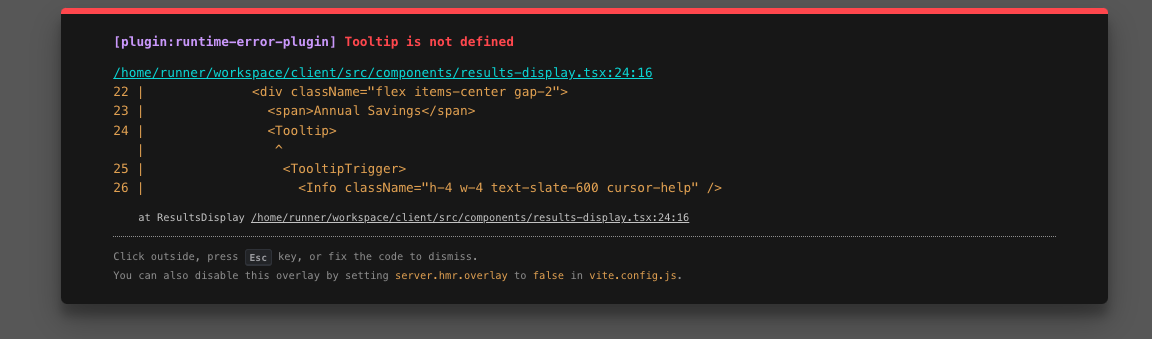 [plugin:runtime-error-plugin] Tooltip is not defined
/home/runner/workspace/client/src/components/results-display.tsx:24:16
22 |              <div className="flex items-center gap-2">
23 |                <span>Annual Savings</span>
24 |                <Tooltip>
   |                 ^
25 |                  <TooltipTrigger>
26 |                    <Info className="h-4 w-4 text-slate-600 cursor-help" />
at ResultsDisplay /home/runner/workspace/client/src/components/results-display.tsx:24:16
Click outside, press Esc key, or fix the code to dismiss.
You can also disable this overlay by setting server.hmr.overlay to false in vite.config.js.